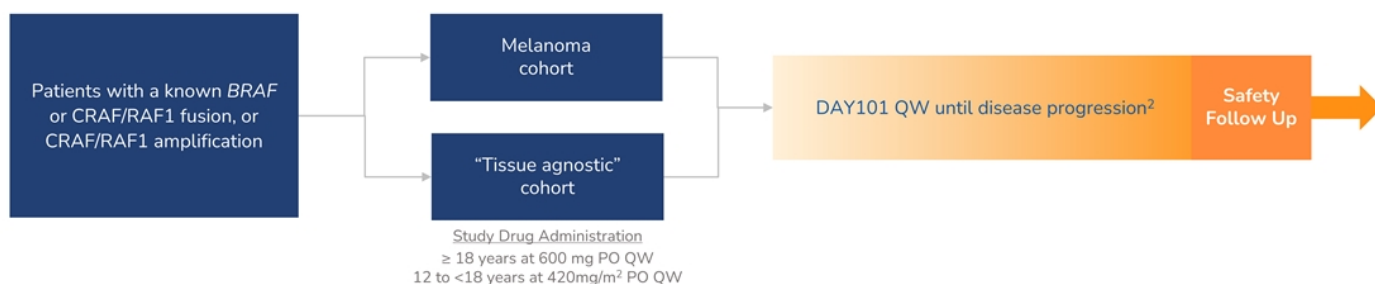 Patients with a known BRAF
or CRAF/RAF1 fusion, or
CRAF/RAF1 amplification
Melanoma
cohort
“Tissue agnostic”
cohort
Study Drug Administration
≥ 18 years at 600 mg PO QW
12 to <18 years at 420mg/m² PO QW
DAY101 QW until disease progression²
Safety
Follow Up